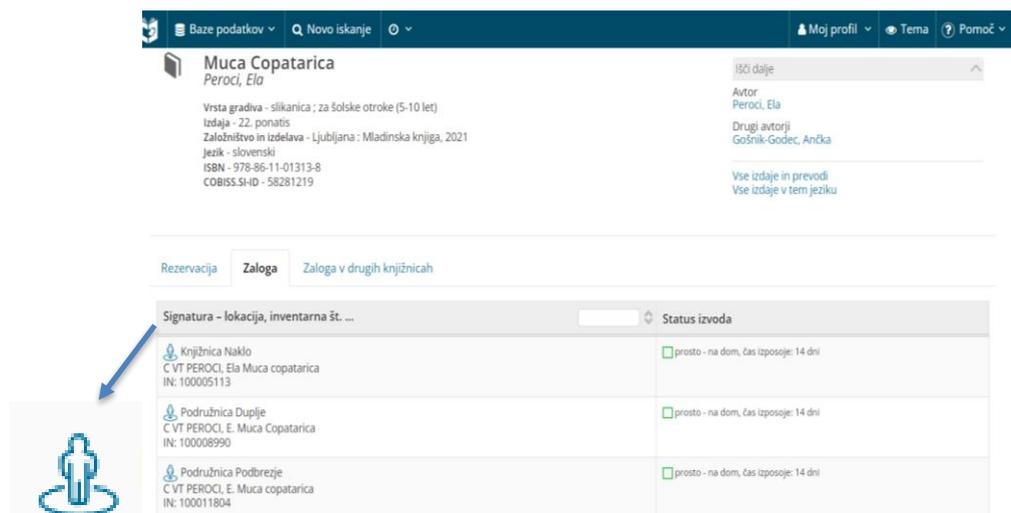 Baze podatkov
Novo iskanje
Moj profil
Tema
Pomoč
Muca Copatarica
Peroci, Ela
Vrsta gradiva - slikanica ; za šolske otroke (5-10 let)
Izdaja - 22. ponatis
Založništvo in izdelava - Ljubljana : Mladinska knjiga, 2021
Jezik - slovenski
ISBN - 978-86-11-01313-8
COBISS.SI-ID - 58281219
Išči dalje
Avtor
Peroci, Ela
Drugi avtorji
Gošnik-Godec, Ančka
Vse izdaje in prevodi
Vse izdaje v tem jeziku
Rezervacija
Zaloga
Zaloga v drugih knjižnicah
Signatura – lokacija, inventarna št. ...
Status izvoda
Knjižnica Naklo
C VT PEROCI, Ela Muca copatarica
IN: 100005113
prosto - na dom, čas izposoje: 14 dni
Podružnica Duplje
C VT PEROCI, E. Muca Copatarica
IN: 100008990
prosto - na dom, čas izposoje: 14 dni
Podružnica Podbrezje
C VT PEROCI, E. Muca copatarica
IN: 100011804
prosto - na dom, čas izposoje: 14 dni